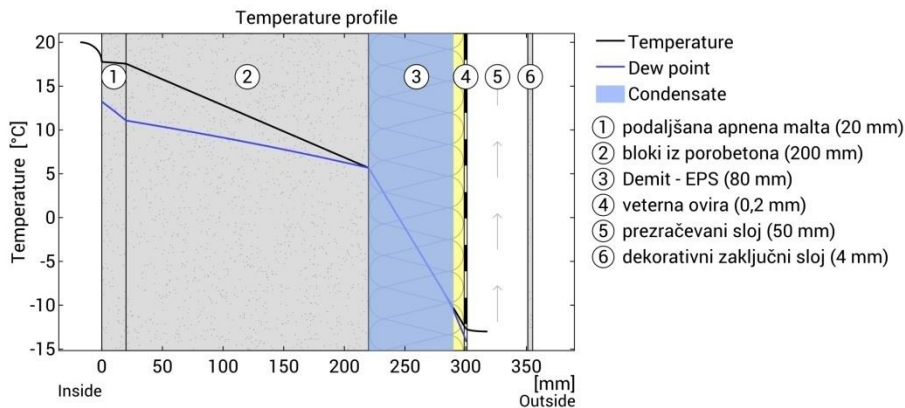 Temperature profile
Temperature [°C]
20
15
10
5
0
-5
-10
-15
1
2
3
4
5
6
0
50
100
150
200
250
300
350
[mm]
Inside
Outside
Temperature
Dew point
Condensate
1 podaljšana apnena malta (20 mm)
2 bloki iz porobetona (200 mm)
3 Demit - EPS (80 mm)
4 veterna ovira (0,2 mm)
5 prezračevani sloj (50 mm)
6 dekorativni zaključni sloj (4 mm)